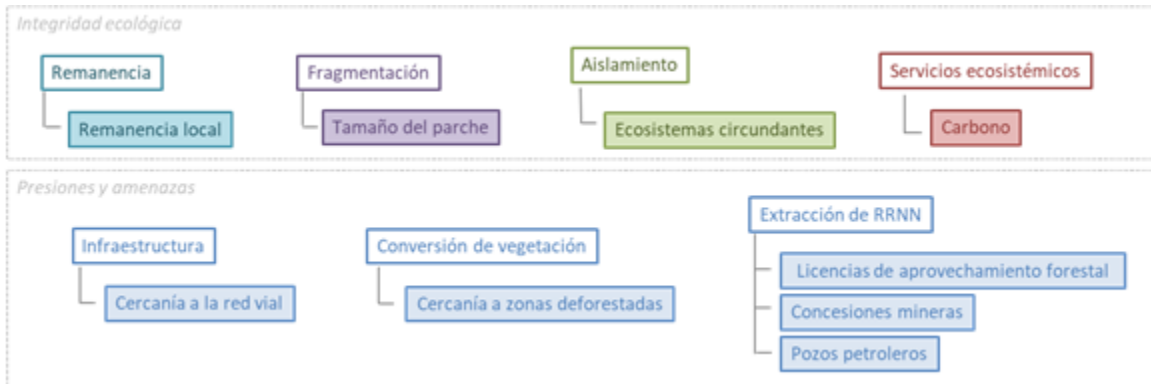 Integridad ecológica
Remanencia
Remanencia local
Fragmentación
Tamaño del parche
Aislamiento
Ecosistemas circundantes
Servicios ecosistémicos
Carbono
Presiones y amenazas
Infraestructura
Cercanía a la red vial
Conversión de vegetación
Cercanía a zonas deforestadas
Extracción de RRNN
Licencias de aprovechamiento forestal
Concesiones mineras
Pozos petroleros